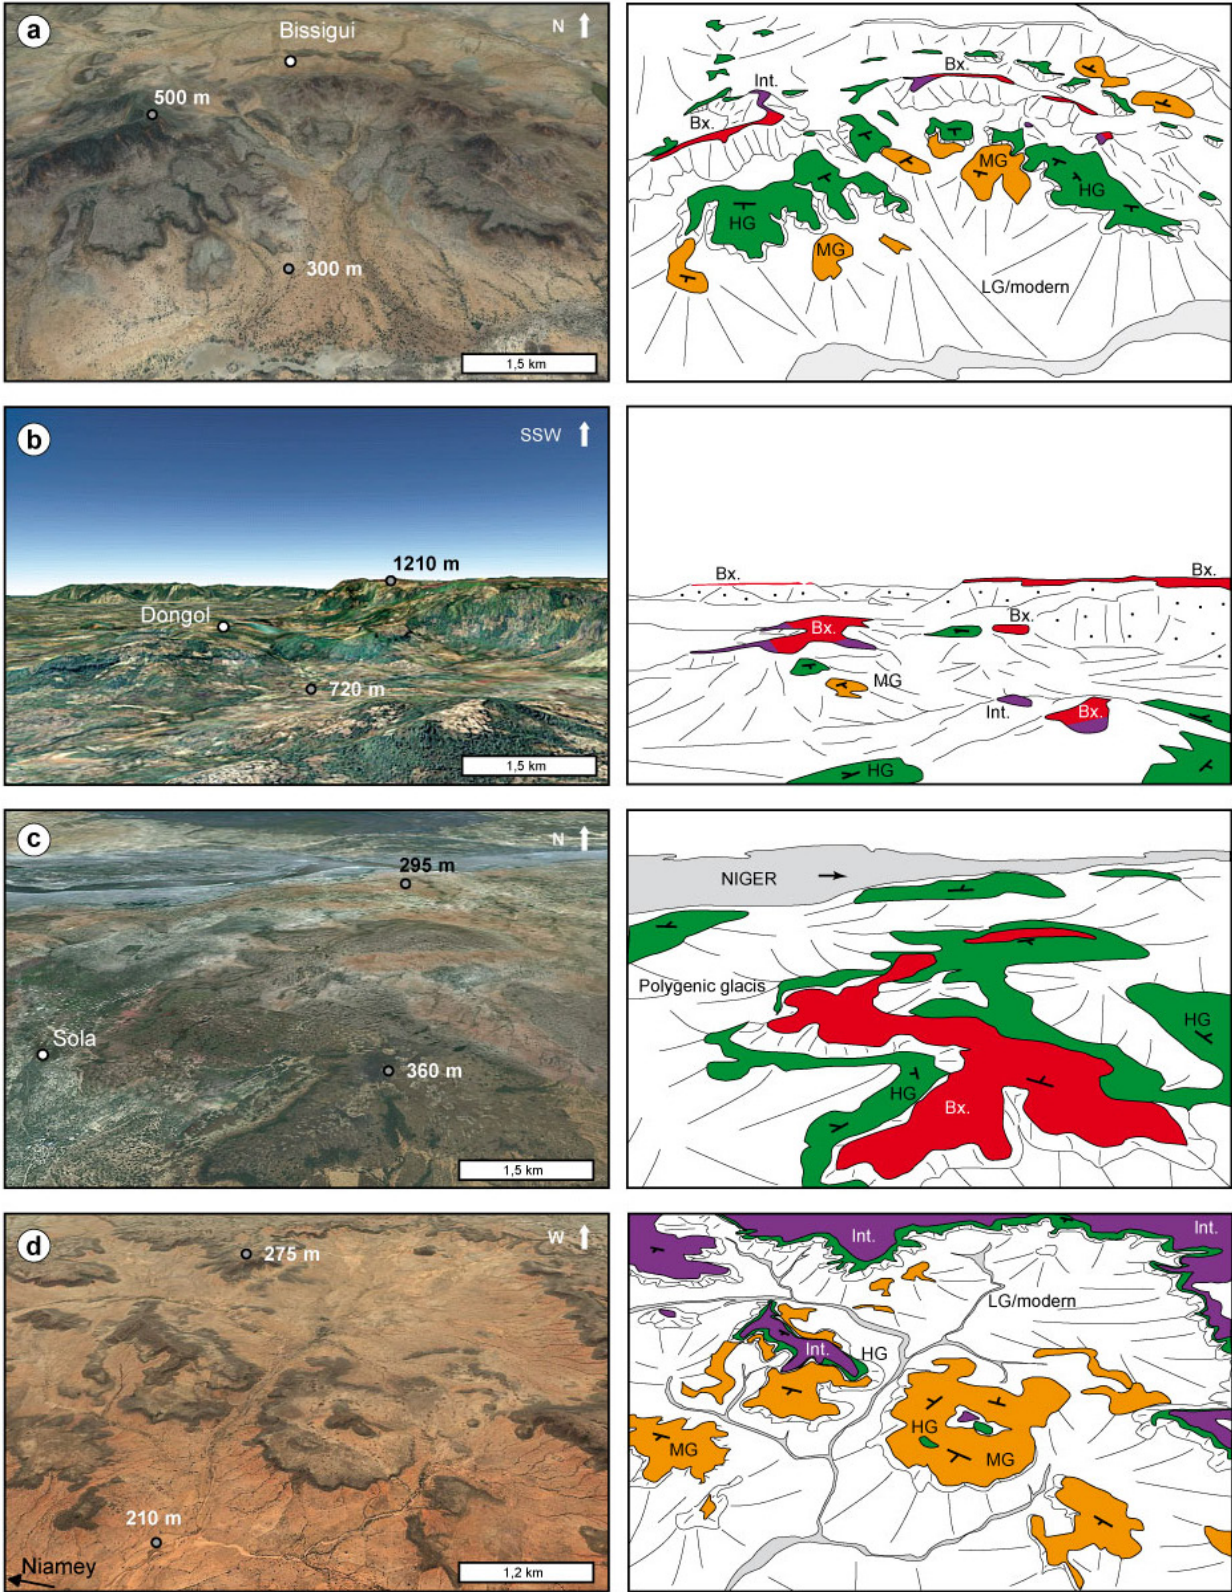 a
N
Bissigui
500 m
300 m
1,5 km
Int.
Bx.
Bx.
MG
HG
HG
MG
LG/modern
b
SSW
1210 m
Dongol
720 m
1,5 km
Bx.
Bx.
Bx.
Bx.
MG
Int.
Bx.
HG
c
N
295 m
Sola
360 m
1,5 km
NIGER
Polygenic glacis
HG
HG
Bx.
d
W
275 m
210 m
Niamey
1,2 km
Int.
Int.
LG/modern
Int.
HG
HG
MG
MG